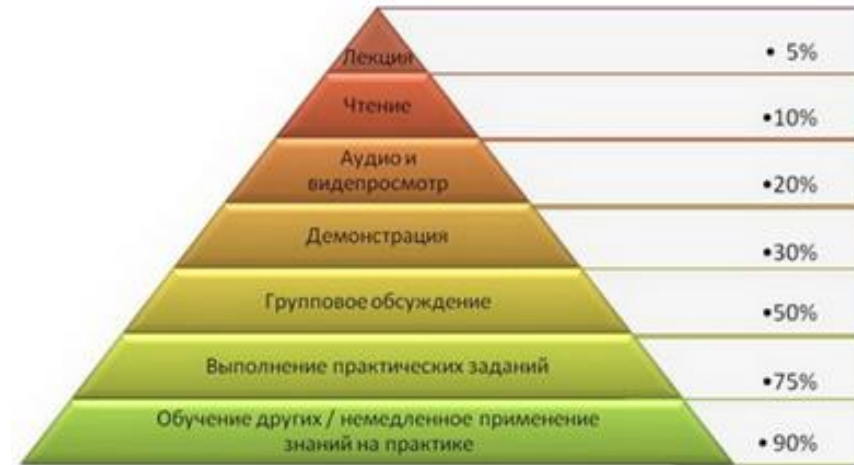 Лекция
• 5%
Чтение
•10%
Аудио и
видепросмотр
•20%
Демонстрация
•30%
Групповое обсуждение
•50%
Выполнение практических заданий
•75%
Обучение других / немедленное применение
знаний на практике
• 90%